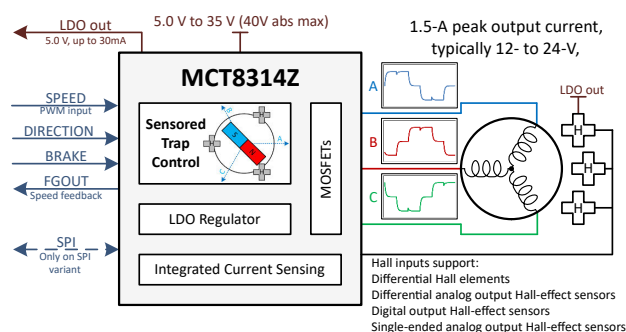 LDO out
5.0 V, up to 30mA
5.0 V to 35 V (40V abs max)
1.5-A peak output current,
typically 12- to 24-V,
MCT8314Z
SPEED
PWM input
DIRECTION
BRAKE
FGOUT
Speed feedback
SPI
Only on SPI
variant
Sensored
Trap
Control
H
H
H
A
B
C
S
N
MOSFETs
LDO Regulator
Integrated Current Sensing
A
B
C
LDO out
H
H
H
Hall inputs support:
Differential Hall elements
Differential analog output Hall-effect sensors
Digital output Hall-effect sensors
Single-ended analog output Hall-effect sensors